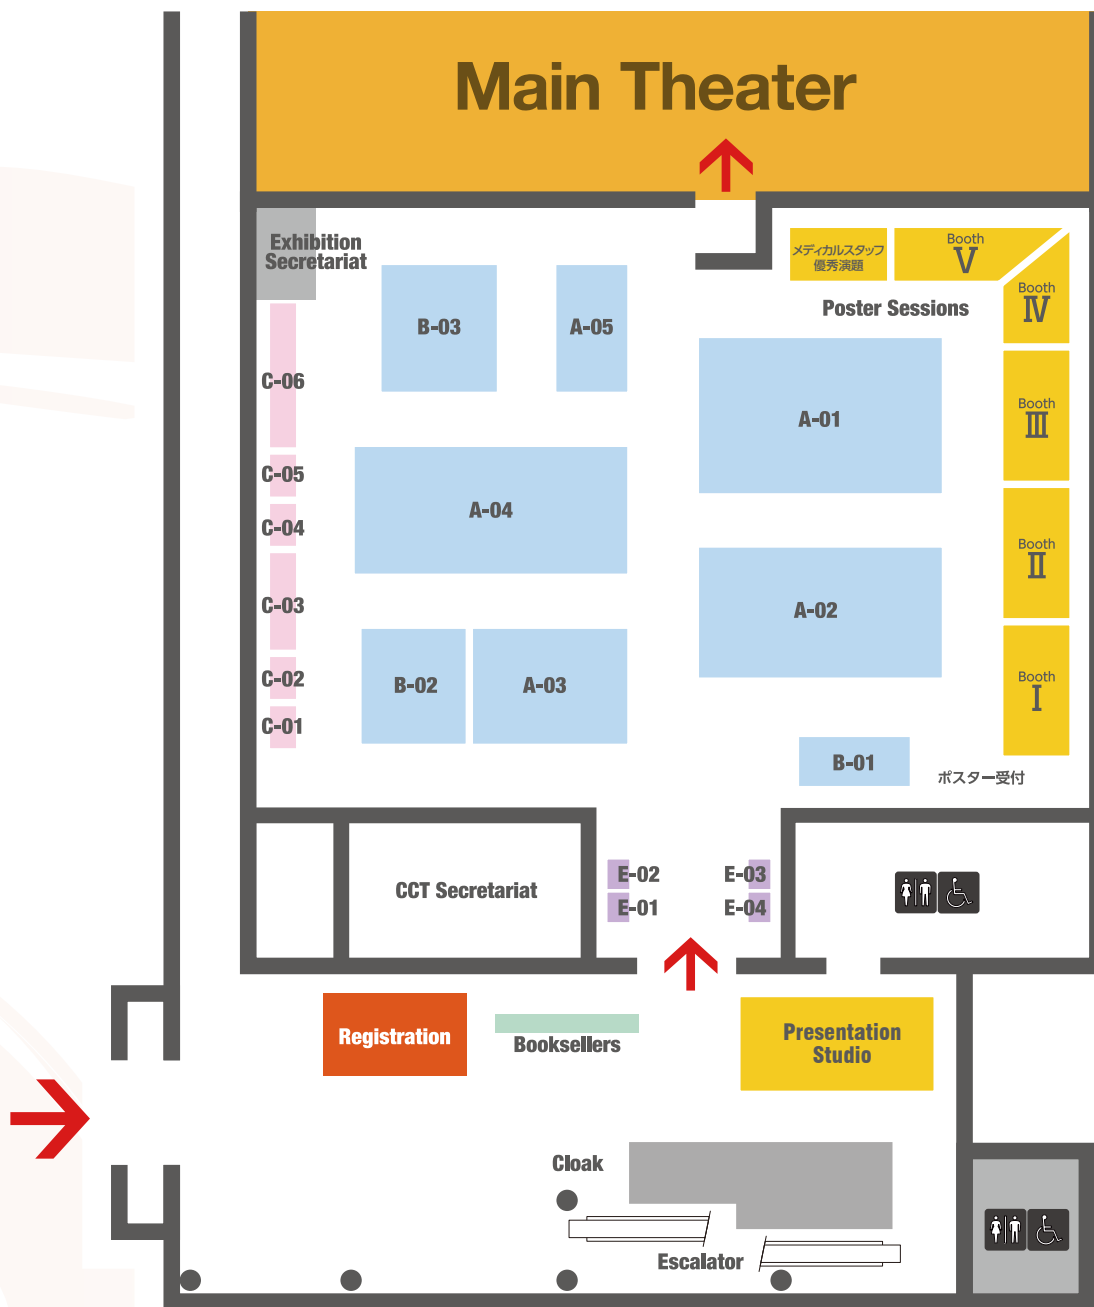 Main Theater
Exhibition
Secretariat
メディカルスタッフ
優秀演題
Booth
V
Booth
IV
Poster Sessions
B-03
A-05
C-06
A-01
Booth
III
C-05
A-04
C-04
Booth
II
C-03
A-02
C-02
B-02
A-03
Booth
I
C-01
B-01
ポスター受付
CCT Secretariat
E-02
E-03
E-01
E-04
Registration
Booksellers
Presentation
Studio
Cloak
Escalator